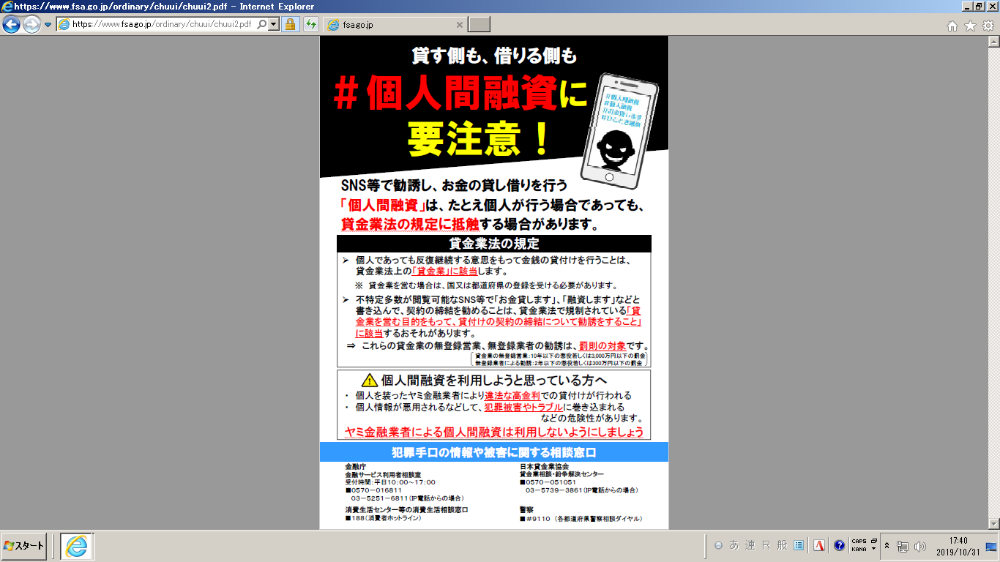 https://www.fsa.go.jp/ordinary/chuui/chuui2.pdf - Internet Explorer
https://www.fsa.go.jp/ordinary/chuui/chuui2.pdf
fsa.go.jp
貸す側も、借りる側も
#個人間融資に
要注意！
#個人間融資
#個人融資
#お金貸します
#ひととき融資
SNS等で勧誘し、お金の貸し借りを行う
「個人間融資」は、たとえ個人が行う場合であっても、
貸金業法の規定に抵触する場合があります。
貸金業法の規定
➢ 個人であっても反復継続する意思をもって金銭の貸付けを行うことは、
貸金業法上の「貸金業」に該当します。
※ 貸金業を営む場合は、国又は都道府県の登録を受ける必要があります。
➢ 不特定多数が閲覧可能なSNS等で「お金貸します」、「融資します」などと
書き込んで、契約の締結を勧めることは、貸金業法で規制されている「貸
金業を営む目的をもって、貸付けの契約の締結について勧誘をすること」
に該当するおそれがあります。
⇒ これらの貸金業の無登録営業、無登録業者の勧誘は、罰則の対象です。
貸金業の無登録営業：10年以下の懲役若しくは3,000万円以下の罰金
無登録業者による勧誘：2年以下の懲役若しくは300万円以下の罰金
個人間融資を利用しようと思っている方へ
・ 個人を装ったヤミ金融業者により違法な高金利での貸付けが行われる
・ 個人情報が悪用されるなどして、犯罪被害やトラブルに巻き込まれる
などの危険性があります。
ヤミ金融業者による個人間融資は利用しないようにしましょう
犯罪手口の情報や被害に関する相談窓口
金融庁
金融サービス利用者相談室
受付時間：平日10：00～17：00
■0570－016811
03－5251－6811（IP電話からの場合）
日本貸金業協会
貸金業相談・紛争解決センター
■0570－051051
03－5739－3861（IP電話からの場合）
消費生活センター等の消費生活相談窓口
■188（消費者ホットライン）
警察
■＃9110 （各都道府県警察相談ダイヤル）
スタート
あ 連 R 般
A
CAPS
KANA
17:40
2019/10/31